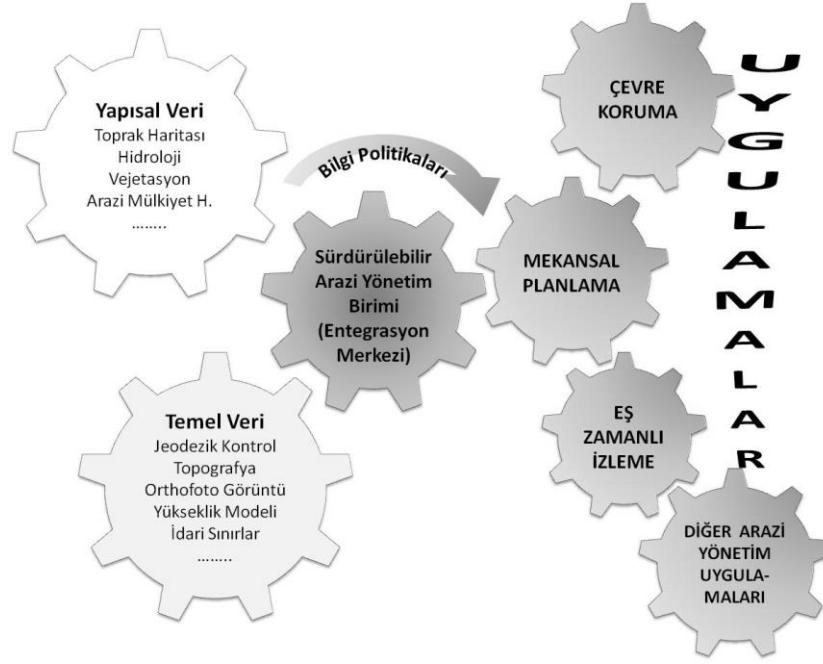 Yapısal Veri
Toprak Haritası
Hidroloji
Vejetasyon
Arazi Mülkiyet H.
........
Temel Veri
Jeodezik Kontrol
Topografya
Orthofoto Görüntü
Yükseklik Modeli
İdari Sınırlar
........
Bilgi Politikaları
Sürdürülebilir
Arazi Yönetim
Birimi
(Entegrasyon
Merkezi)
ÇEVRE
KORUMA
MEKANSAL
PLANLAMA
EŞ
ZAMANLI
İZLEME
DİĞER ARAZİ
YÖNETİM
UYGULA-
MALARI
UYGULAMALAR